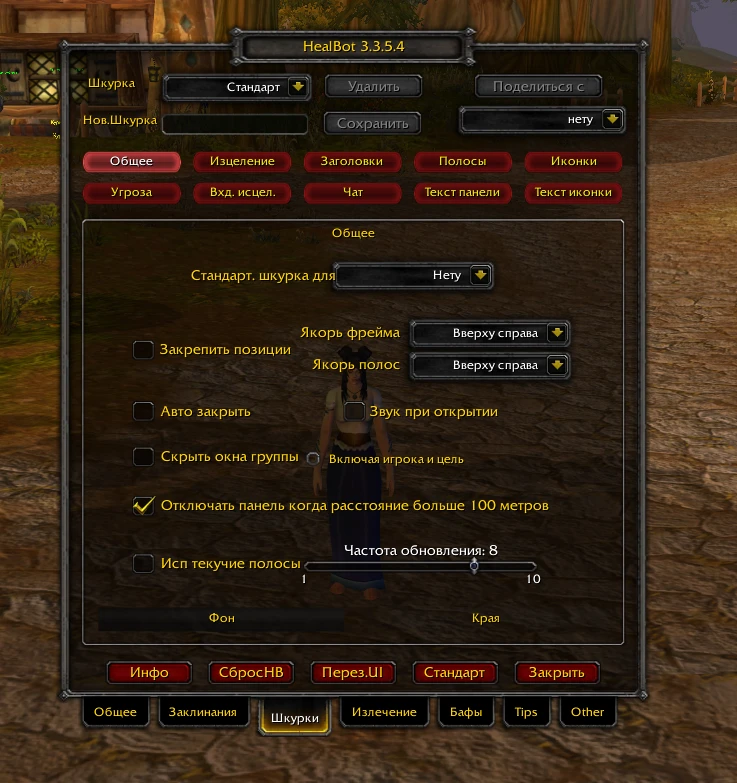 HealBot 3.3.5.4
Шкурка Стандарт Удалить Поделиться с
Нов.Шкурка Сохранить нету
Общее Изцеление Заголовки Полосы Иконки
Угроза Вхд. исцел. Чат Текст панели Текст иконки
Общее
Стандарт. шкурка для Нету
Якорь фрейма Вверху справа
Закрепить позиции
Якорь полос Вверху справа
Авто закрыть Звук при открытии
Скрыть окна группы Включая игрока и цель
Отключать панель когда расстояние больше 100 метров
Частота обновления: 8
Исп текучие полосы
1 10
Фон Края
Инфо СбросHB Перез.UI Стандарт Закрыть
Общее Заклинания Шкурки Излечение Бафы Tips Other